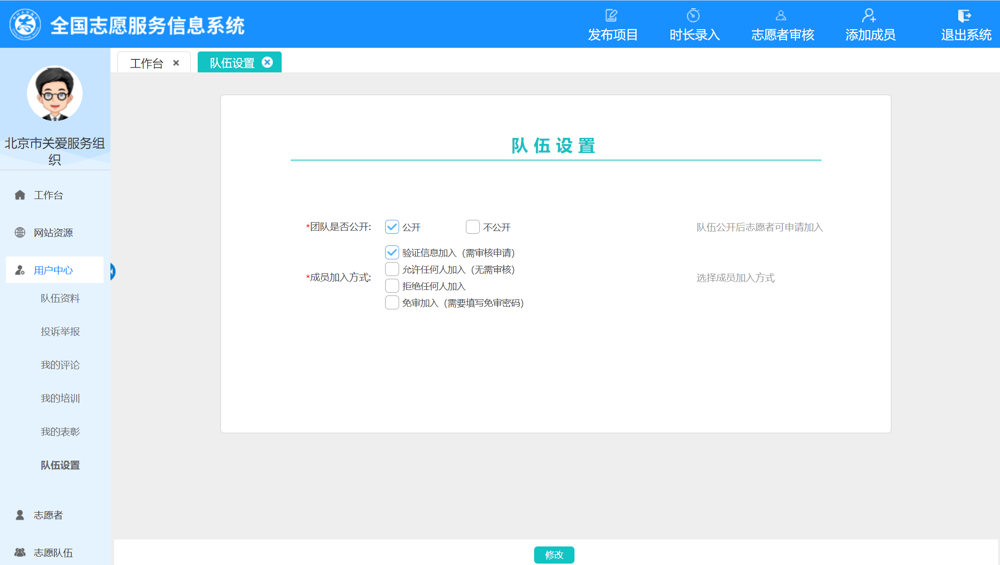 全国志愿服务信息系统
发布项目
时长录入
志愿者审核
添加成员
退出系统
工作台
队伍设置
北京市关爱服务组
织
工作台
网站资源
用户中心
队伍资料
投诉举报
我的评论
我的培训
我的表彰
队伍设置
志愿者
志愿队伍
队伍设置
*团队是否公开: 公开 不公开 队伍公开后志愿者可申请加入
验证信息加入（需审核申请）
允许任何人加入（无需审核）
*成员加入方式: 选择成员加入方式
拒绝任何人加入
免审加入（需要填写免审密码）
修改